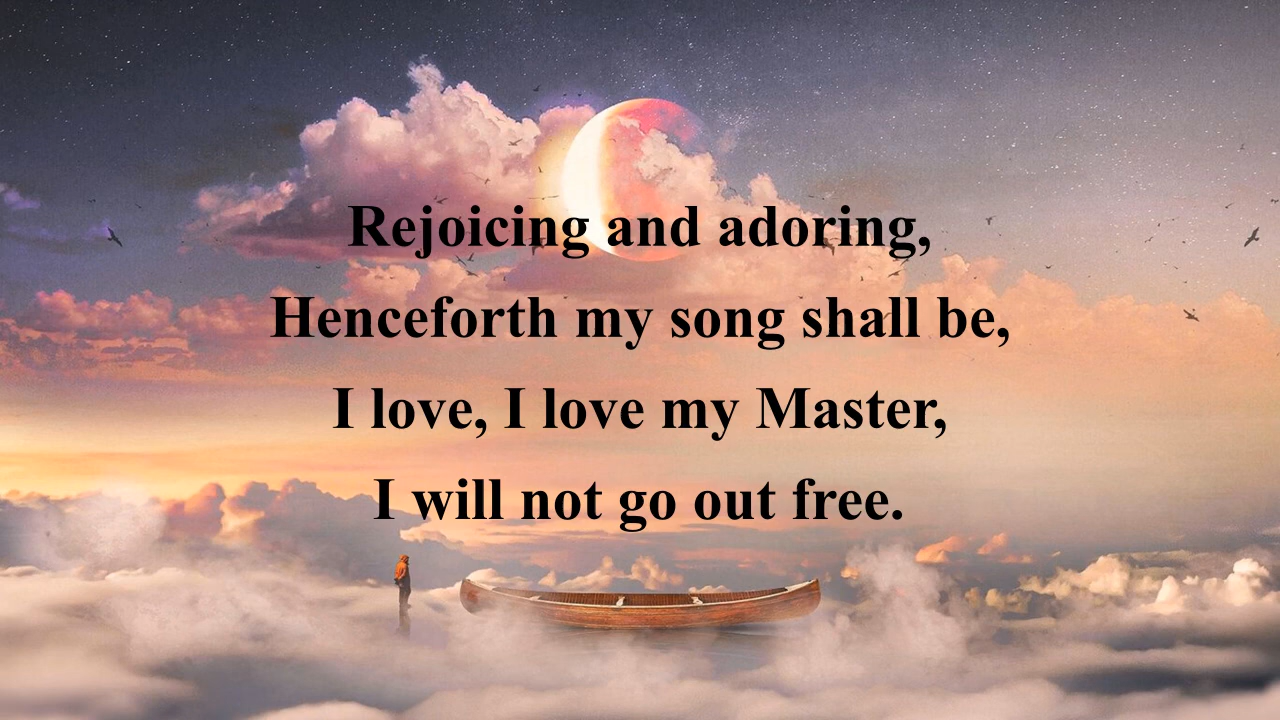 Rejoicing and adoring,
Henceforth my song shall be,
I love, I love my Master,
I will not go out free.